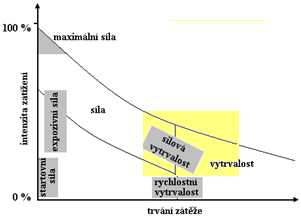 100 %
maximální síla
intenzita zatížení
expozivní síla
síla
silová
vytrvalost
vytrvalost
startovní
síla
rychlostní
vytrvalost
0 %
trvání zátěže